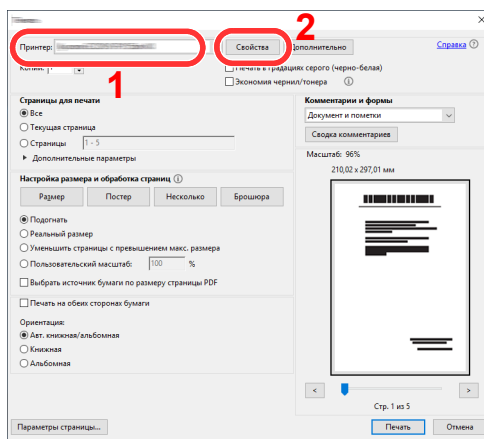 2
Принтер: Свойства Дополнительно Справка
1
Копии: 1 Печать в градациях серого (черно-белая)
Экономия чернил/тонера
Страницы для печати Комментарии и формы
Все Документ и пометки
Текущая страница
Страницы 1 - 5 Сводка комментариев
Дополнительные параметры
Масштаб: 96%
210,02 x 297,01 мм
Настройка размера и обработка страниц
Размер Постер Несколько Брошюра
Подогнать
Реальный размер
Уменьшить страницы с превышением макс. размера
Пользовательский масштаб: 100 %
Выбрать источник бумаги по размеру страницы PDF
Печать на обеих сторонах бумаги
Ориентация:
Авт. книжная/альбомная
Книжная
Альбомная
< >
Стр. 1 из 5
Параметры страницы... Печать Отмена